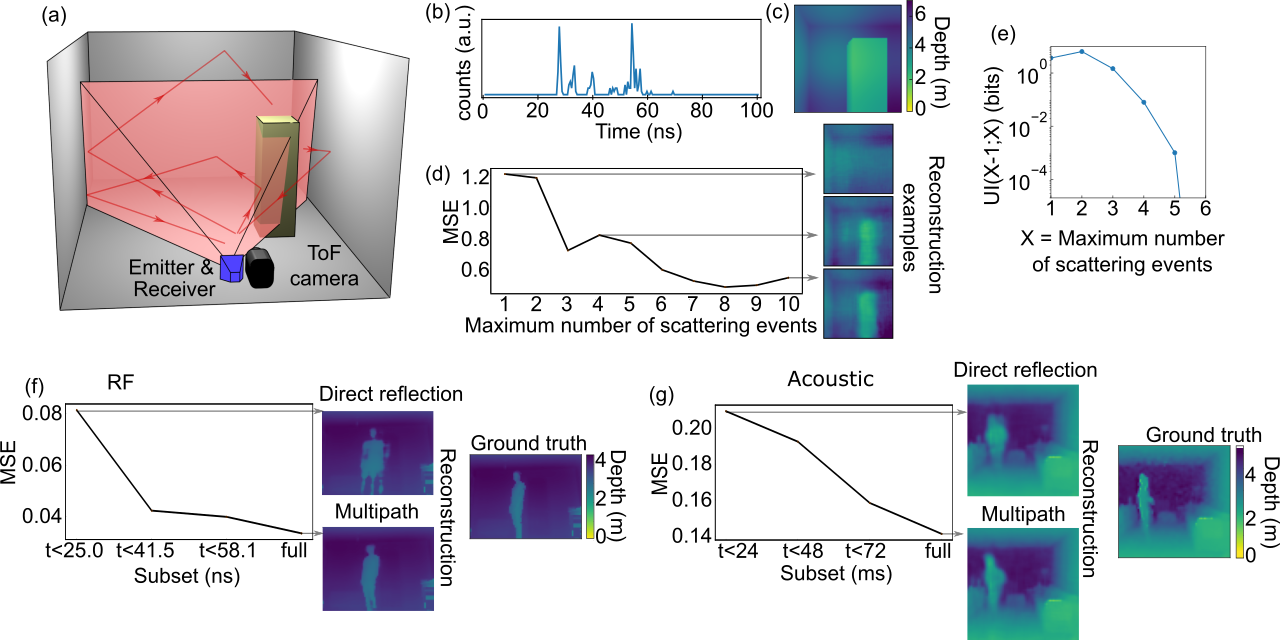 (a)
Emitter &
Receiver
ToF
camera
(b)
counts (a.u.)
0 20 40 60 80 100
Time (ns)
(c)
6
4
2
0
Depth (m)
(d)
MSE
1.2
1.0
0.8
0.6
1 2 3 4 5 6 7 8 9 10
Maximum number of scattering events
Reconstruction
examples
(e)
UI(X-1;X) (bits)
10^0
10^-2
10^-4
1 2 3 4 5 6
X = Maximum number
of scattering events
(f)
RF
MSE
0.08
0.06
0.04
t<25.0 t<41.5 t<58.1 full
Subset (ns)
Direct reflection
Multipath
Reconstruction
Ground truth
4
2
0
Depth (m)
(g)
Acoustic
MSE
0.20
0.18
0.16
0.14
t<24 t<48 t<72 full
Subset (ms)
Direct reflection
Multipath
Reconstruction
Ground truth
4
2
0
Depth (m)